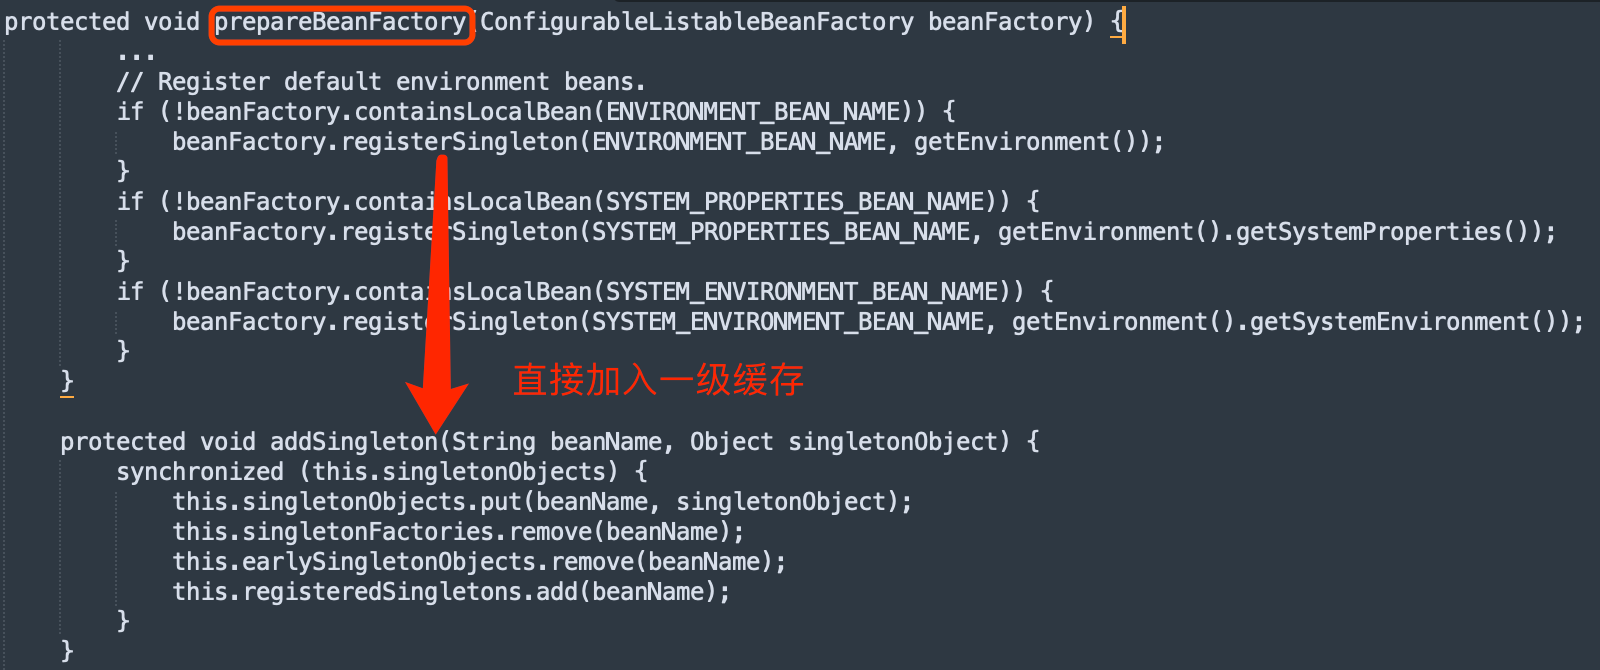 protected void prepareBeanFactory(ConfigurableListableBeanFactory beanFactory) {
...
// Register default environment beans.
if (!beanFactory.containsLocalBean(ENVIRONMENT_BEAN_NAME)) {
beanFactory.registerSingleton(ENVIRONMENT_BEAN_NAME, getEnvironment());
}
if (!beanFactory.containsLocalBean(SYSTEM_PROPERTIES_BEAN_NAME)) {
beanFactory.registerSingleton(SYSTEM_PROPERTIES_BEAN_NAME, getEnvironment().getSystemProperties());
}
if (!beanFactory.containsLocalBean(SYSTEM_ENVIRONMENT_BEAN_NAME)) {
beanFactory.registerSingleton(SYSTEM_ENVIRONMENT_BEAN_NAME, getEnvironment().getSystemEnvironment());
}
}
直接加入一级缓存
protected void addSingleton(String beanName, Object singletonObject) {
synchronized (this.singletonObjects) {
this.singletonObjects.put(beanName, singletonObject);
this.singletonFactories.remove(beanName);
this.earlySingletonObjects.remove(beanName);
this.registeredSingletons.add(beanName);
}
}